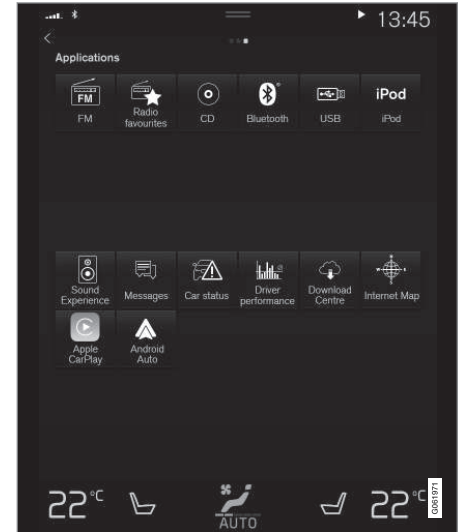 13:45
Applications
FM
FM
Radio
favourites
CD
Bluetooth
USB
iPod
iPod
Sound
Experience
Messages
Car status
Driver
performance
Download
Centre
Internet Map
Apple
CarPlay
Android
Auto
22°C
AUTO
22°C
G061971